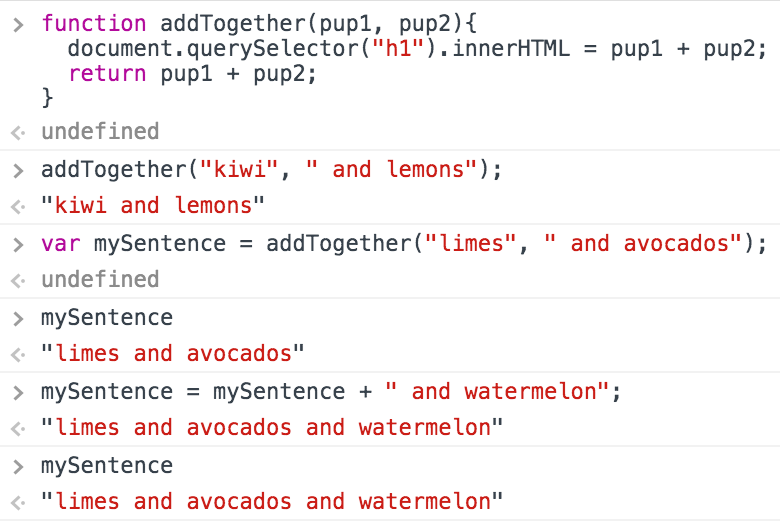 > function addTogether(pup1, pup2){
document.querySelector("h1").innerHTML = pup1 + pup2;
return pup1 + pup2;
}
undefined
> addTogether("kiwi", " and lemons");
"kiwi and lemons"
> var mySentence = addTogether("limes", " and avocados");
undefined
> mySentence
"limes and avocados"
> mySentence = mySentence + " and watermelon";
"limes and avocados and watermelon"
> mySentence
"limes and avocados and watermelon"